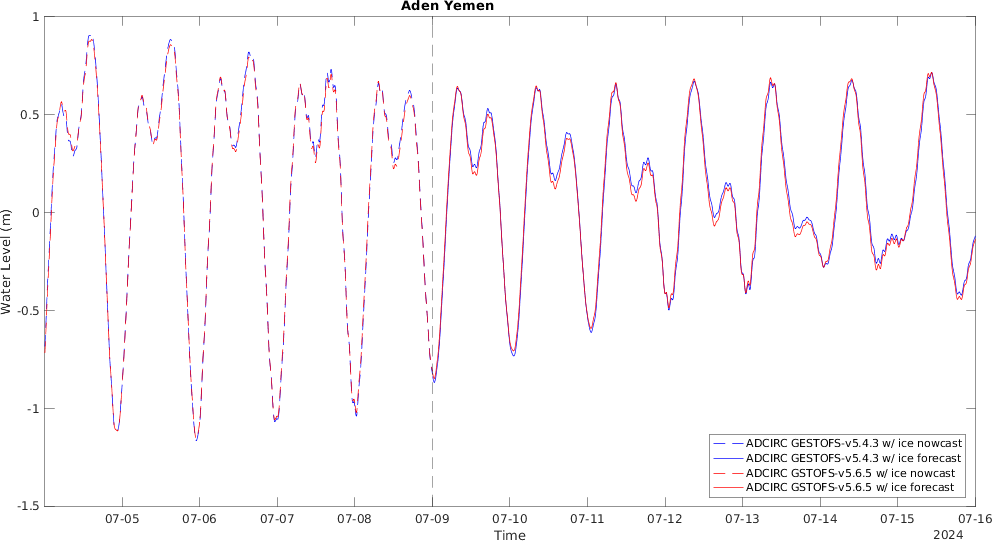 Aden Yemen
1
0.5
0
-0.5
-1
-1.5
Water Level (m)
07-05 07-06 07-07 07-08 07-09 07-10 07-11 07-12 07-13 07-14 07-15 07-16
Time
2024
ADCIRC GESTOFS-v5.4.3 w/ ice nowcast
ADCIRC GESTOFS-v5.4.3 w/ ice forecast
ADCIRC GSTOFS-v5.6.5 w/ ice nowcast
ADCIRC GSTOFS-v5.6.5 w/ ice forecast